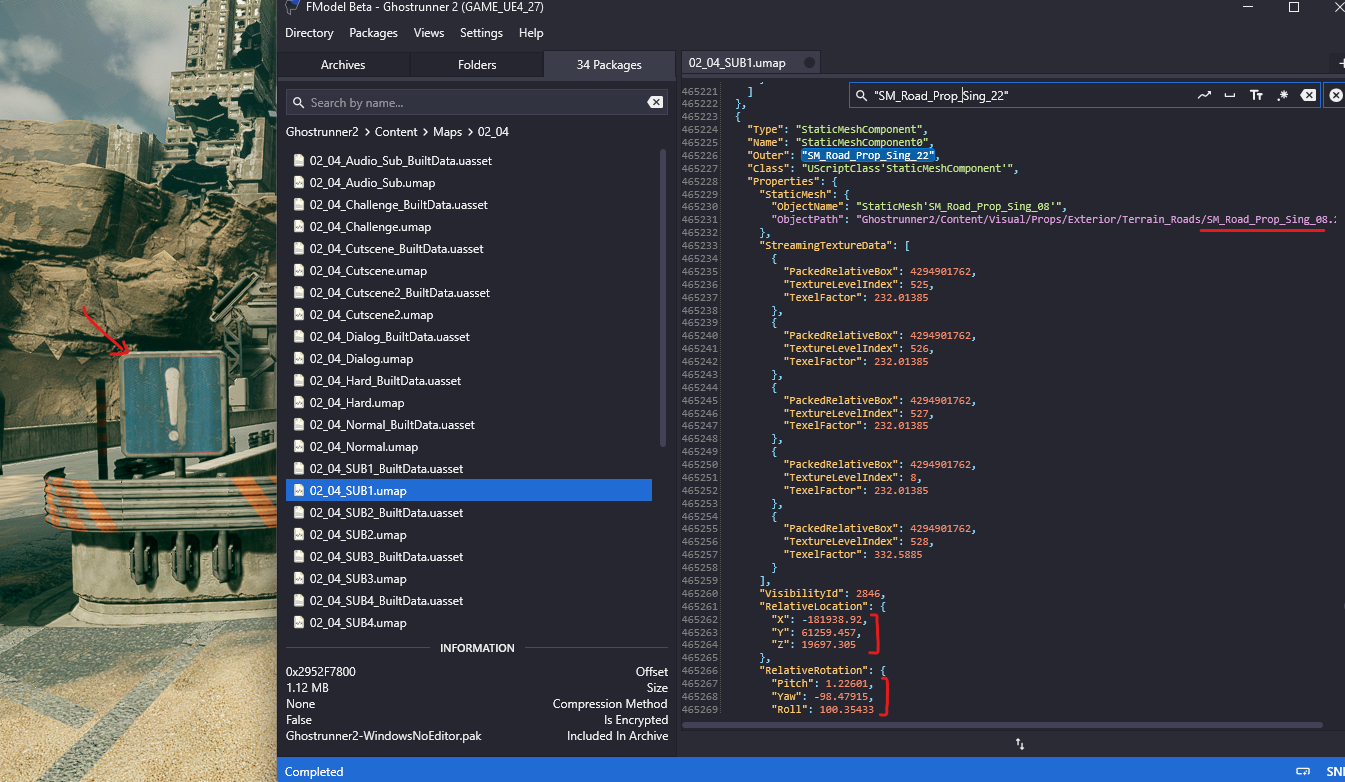 FModel Beta - Ghostrunner 2 (GAME_UE4_27)
Directory Packages Views Settings Help
Archives Folders 34 Packages
Search by name...
Ghostrunner2 > Content > Maps > 02_04
02_04_Audio_Sub_BuiltData.uasset
02_04_Audio_Sub.umap
02_04_Challenge_BuiltData.uasset
02_04_Challenge.umap
02_04_Cutscene_BuiltData.uasset
02_04_Cutscene.umap
02_04_Cutscene2_BuiltData.uasset
02_04_Cutscene2.umap
02_04_Dialog_BuiltData.uasset
02_04_Dialog.umap
02_04_Hard_BuiltData.uasset
02_04_Hard.umap
02_04_Normal_BuiltData.uasset
02_04_Normal.umap
02_04_SUB1_BuiltData.uasset
02_04_SUB1.umap
02_04_SUB2_BuiltData.uasset
02_04_SUB2.umap
02_04_SUB3_BuiltData.uasset
02_04_SUB3.umap
02_04_SUB4_BuiltData.uasset
02_04_SUB4.umap
INFORMATION
0x2952F7800 Offset
1.12 MB Size
None Compression Method
False Is Encrypted
Ghostrunner2-WindowsNoEditor.pak Included In Archive
Completed
02_04_SUB1.umap
"SM_Road_Prop_Sing_22"
465221 ]
465222 },
465223 {
465224 "Type": "StaticMeshComponent",
465225 "Name": "StaticMeshComponent0",
465226 "Outer": "SM_Road_Prop_Sing_22",
465227 "Class": "UScriptClass'StaticMeshComponent'",
465228 "Properties": {
465229 "StaticMesh": {
465230 "ObjectName": "StaticMesh'SM_Road_Prop_Sing_08'",
465231 "ObjectPath": "Ghostrunner2/Content/Visual/Props/Exterior/Terrain_Roads/SM_Road_Prop_Sing_08.
465232 },
465233 "StreamingTextureData": [
465234 {
465235 "PackedRelativeBox": 4294901762,
465236 "TextureLevelIndex": 525,
465237 "TexelFactor": 232.01385
465238 },
465239 {
465240 "PackedRelativeBox": 4294901762,
465241 "TextureLevelIndex": 526,
465242 "TexelFactor": 232.01385
465243 },
465244 {
465245 "PackedRelativeBox": 4294901762,
465246 "TextureLevelIndex": 527,
465247 "TexelFactor": 232.01385
465248 },
465249 {
465250 "PackedRelativeBox": 4294901762,
465251 "TextureLevelIndex": 8,
465252 "TexelFactor": 232.01385
465253 },
465254 {
465255 "PackedRelativeBox": 4294901762,
465256 "TextureLevelIndex": 528,
465257 "TexelFactor": 332.5885
465258 }
465259 ],
465260 "VisibilityId": 2846,
465261 "RelativeLocation": {
465262 "X": -181938.92,
465263 "Y": 61259.457,
465264 "Z": 19697.305
465265 },
465266 "RelativeRotation": {
465267 "Pitch": 1.22601,
465268 "Yaw": -98.47915,
465269 "Roll": 100.35433